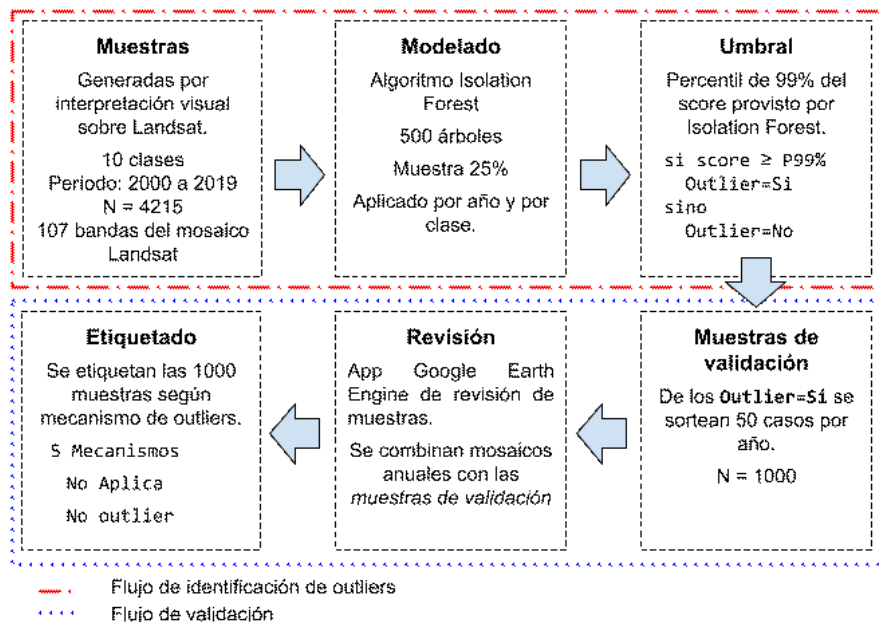 Muestras
Generadas por
interpretación visual
sobre Landsat.
10 clases
Periodo: 2000 a 2019
N = 4215
107 bandas del mosaico
Landsat
Modelado
Algoritmo Isolation
Forest
500 árboles
Muestra 25%
Aplicado por año y por
clase.
Umbral
Percentil de 99% del
score provisto por
Isolation Forest.
si score ≥ P99%
Outlier=Si
sino
Outlier=No
Muestras de
validación
De los Outlier=Si se
sortean 50 casos por
año.
N = 1000
Revisión
App Google Earth
Engine de revisión de
muestras.
Se combinan mosaicos
anuales con las
muestras de validación
Etiquetado
Se etiquetan las 1000
muestras según
mecanismo de outliers.
5 Mecanismos
No Aplica
No outlier
Flujo de identificación de outliers
Flujo de validación